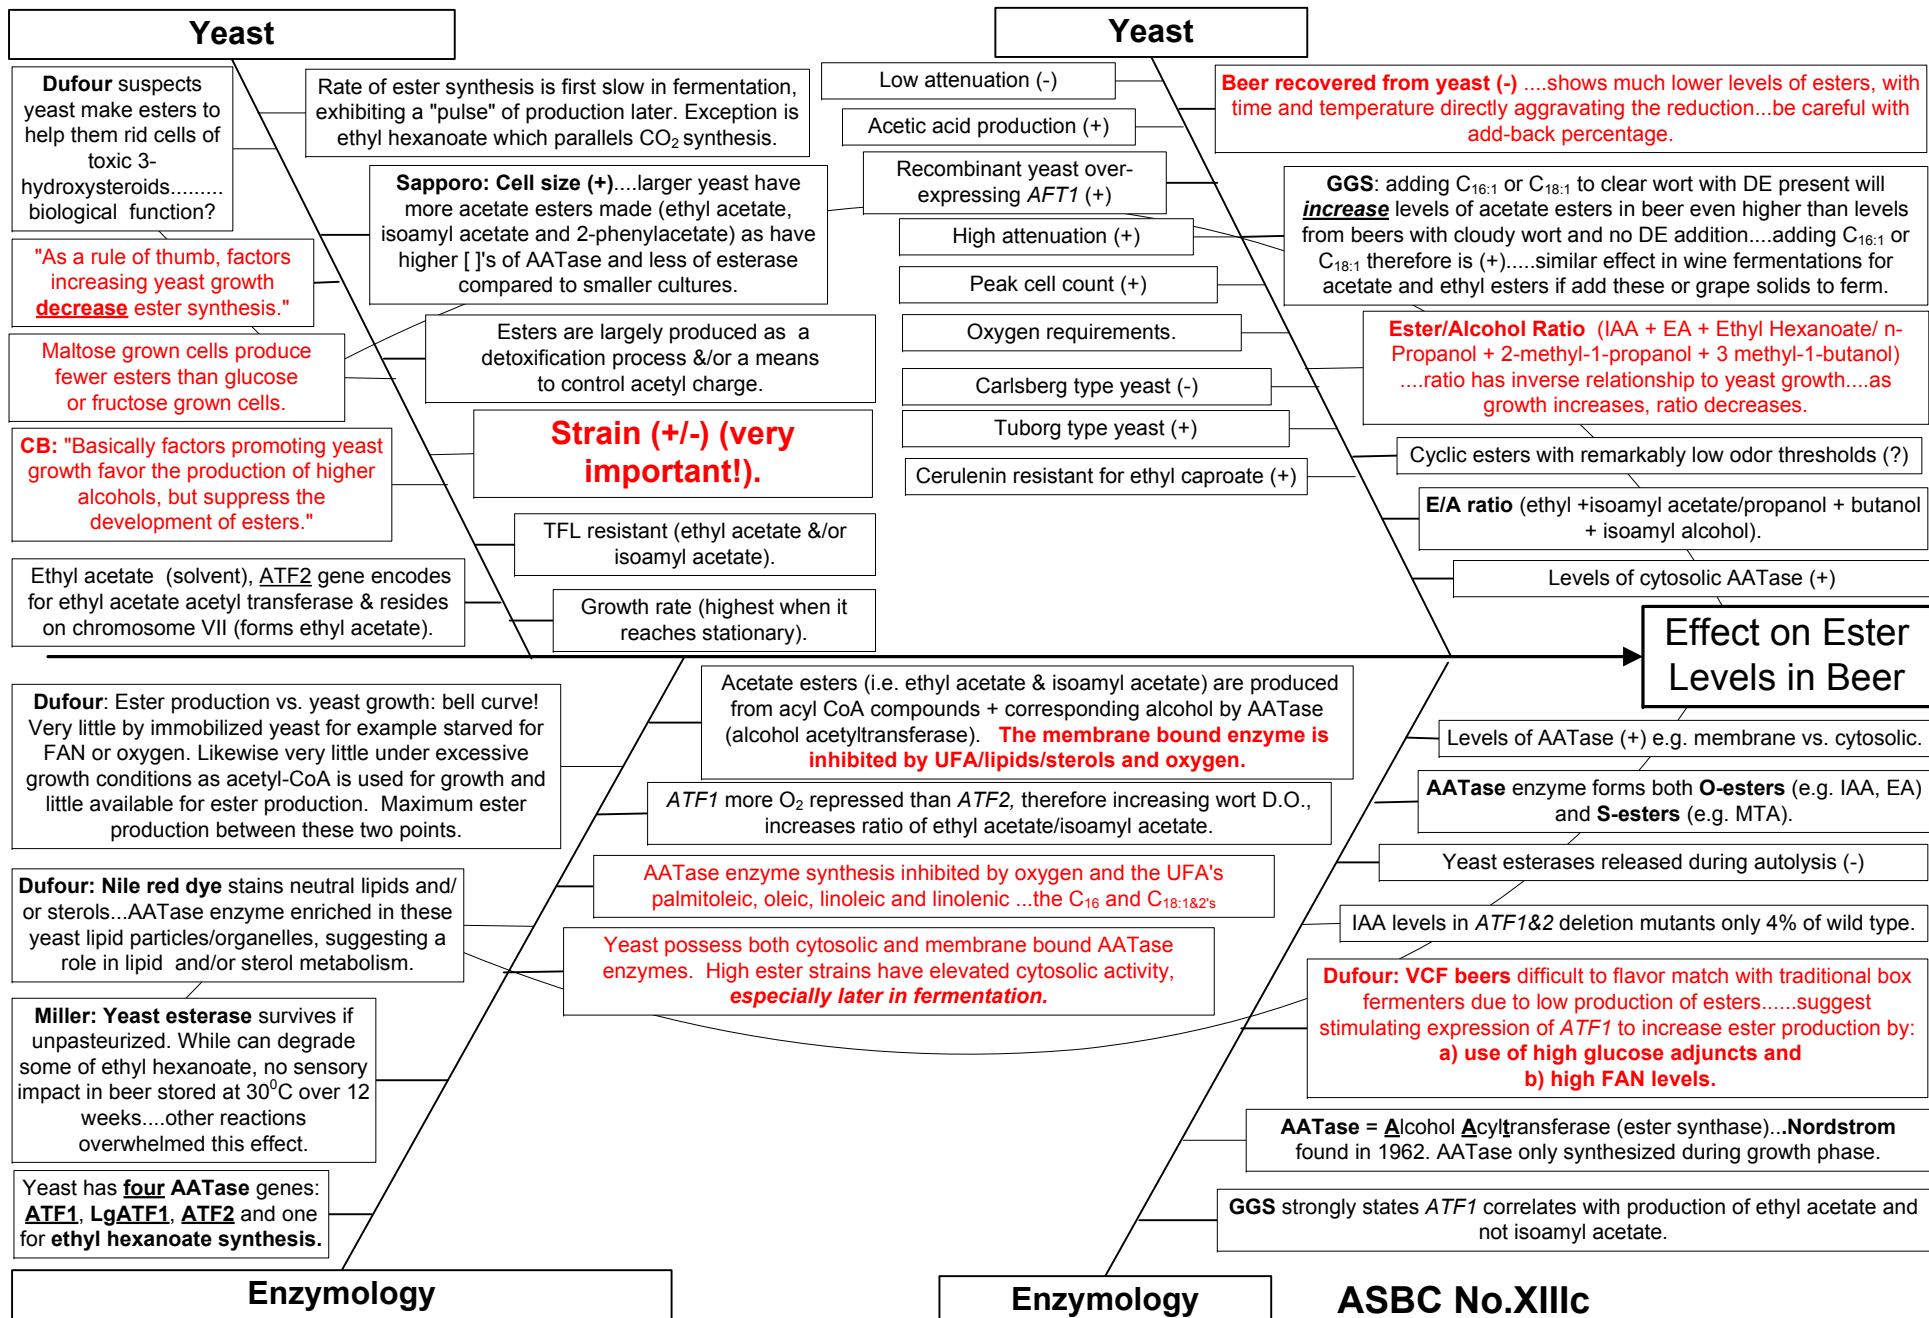 Yeast
Dufour suspects
yeast make esters to
help them rid cells of
toxic 3-
hydroxysteroids.........
biological  function?
Rate of ester synthesis is first slow in fermentation,
exhibiting a "pulse" of production later. Exception is
ethyl hexanoate which parallels CO2 synthesis.
Sapporo: Cell size (+)....larger yeast have
more acetate esters made (ethyl acetate,
isoamyl acetate and 2-phenylacetate) as have
higher [ ]'s of AATase and less of esterase
compared to smaller cultures.
"As a rule of thumb, factors
increasing yeast growth
decrease ester synthesis."
Maltose grown cells produce
fewer esters than glucose
or fructose grown cells.
Esters are largely produced as  a
detoxification process &/or a means
to control acetyl charge.
CB: "Basically factors promoting yeast
growth favor the production of higher
alcohols, but suppress the
development of esters."
Strain (+/-) (very
important!).
TFL resistant (ethyl acetate &/or
isoamyl acetate).
Ethyl acetate  (solvent), ATF2 gene encodes
for ethyl acetate acetyl transferase & resides
on chromosome VII (forms ethyl acetate).
Growth rate (highest when it
reaches stationary).
Yeast
Low attenuation (-)
Acetic acid production (+)
Recombinant yeast over-
expressing AFT1 (+)
High attenuation (+)
Peak cell count (+)
Oxygen requirements.
Carlsberg type yeast (-)
Tuborg type yeast (+)
Cerulenin resistant for ethyl caproate (+)
Beer recovered from yeast (-) ....shows much lower levels of esters, with
time and temperature directly aggravating the reduction...be careful with
add-back percentage.
GGS: adding C16:1 or C18:1 to clear wort with DE present will
increase levels of acetate esters in beer even higher than levels
from beers with cloudy wort and no DE addition....adding C16:1 or
C18:1 therefore is (+).....similar effect in wine fermentations for
acetate and ethyl esters if add these or grape solids to ferm.
Ester/Alcohol Ratio  (IAA + EA + Ethyl Hexanoate/ n-
Propanol + 2-methyl-1-propanol + 3 methyl-1-butanol)
....ratio has inverse relationship to yeast growth....as
growth increases, ratio decreases.
Cyclic esters with remarkably low odor thresholds (?)
E/A ratio (ethyl +isoamyl acetate/propanol + butanol
+ isoamyl alcohol).
Levels of cytosolic AATase (+)
Effect on Ester
Levels in Beer
Dufour: Ester production vs. yeast growth: bell curve!
Very little by immobilized yeast for example starved for
FAN or oxygen. Likewise very little under excessive
growth conditions as acetyl-CoA is used for growth and
little available for ester production.  Maximum ester
production between these two points.
Dufour: Nile red dye stains neutral lipids and/
or sterols...AATase enzyme enriched in these
yeast lipid particles/organelles, suggesting a
role in lipid  and/or sterol metabolism.
Miller: Yeast esterase survives if
unpasteurized. While can degrade
some of ethyl hexanoate, no sensory
impact in beer stored at 30⁰C over 12
weeks....other reactions
overwhelmed this effect.
Yeast has four AATase genes:
ATF1, LgATF1, ATF2 and one
for ethyl hexanoate synthesis.
Acetate esters (i.e. ethyl acetate & isoamyl acetate) are produced
from acyl CoA compounds + corresponding alcohol by AATase
(alcohol acetyltransferase).  The membrane bound enzyme is
inhibited by UFA/lipids/sterols and oxygen.
ATF1 more O2 repressed than ATF2, therefore increasing wort D.O.,
increases ratio of ethyl acetate/isoamyl acetate.
AATase enzyme synthesis inhibited by oxygen and the UFA's
palmitoleic, oleic, linoleic and linolenic ...the C16 and C18:1&2's
Yeast possess both cytosolic and membrane bound AATase
enzymes.  High ester strains have elevated cytosolic activity,
especially later in fermentation.
Enzymology
Levels of AATase (+) e.g. membrane vs. cytosolic.
AATase enzyme forms both O-esters (e.g. IAA, EA)
and S-esters (e.g. MTA).
Yeast esterases released during autolysis (-)
IAA levels in ATF1&2 deletion mutants only 4% of wild type.
Dufour: VCF beers difficult to flavor match with traditional box
fermenters due to low production of esters......suggest
stimulating expression of ATF1 to increase ester production by:
a) use of high glucose adjuncts and
b) high FAN levels.
AATase = Alcohol Acyltransferase (ester synthase)...Nordstrom
found in 1962. AATase only synthesized during growth phase.
GGS strongly states ATF1 correlates with production of ethyl acetate and
not isoamyl acetate.
Enzymology
ASBC No.XIIIc